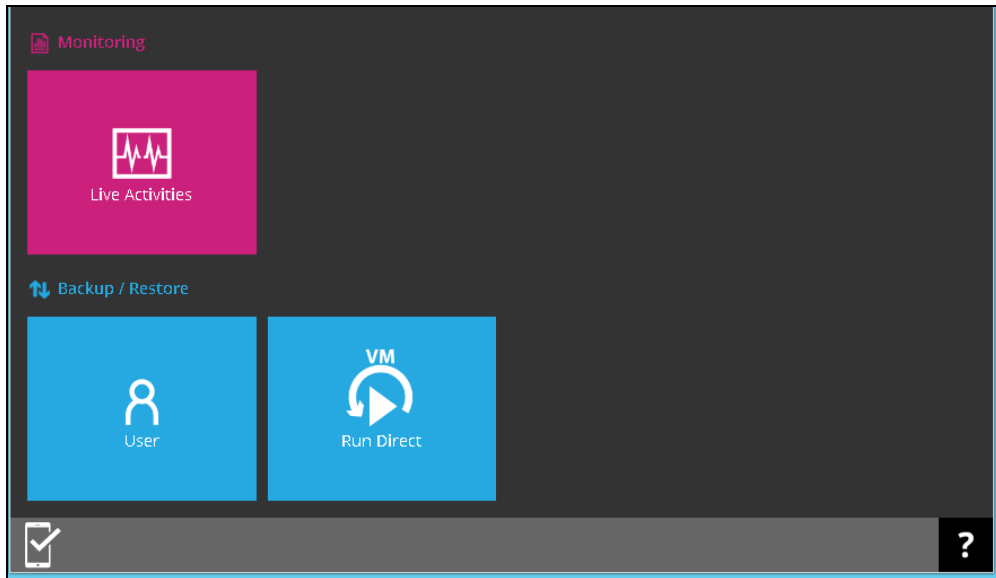 Monitoring
Live Activities
Backup / Restore
VM
User
Run Direct
?